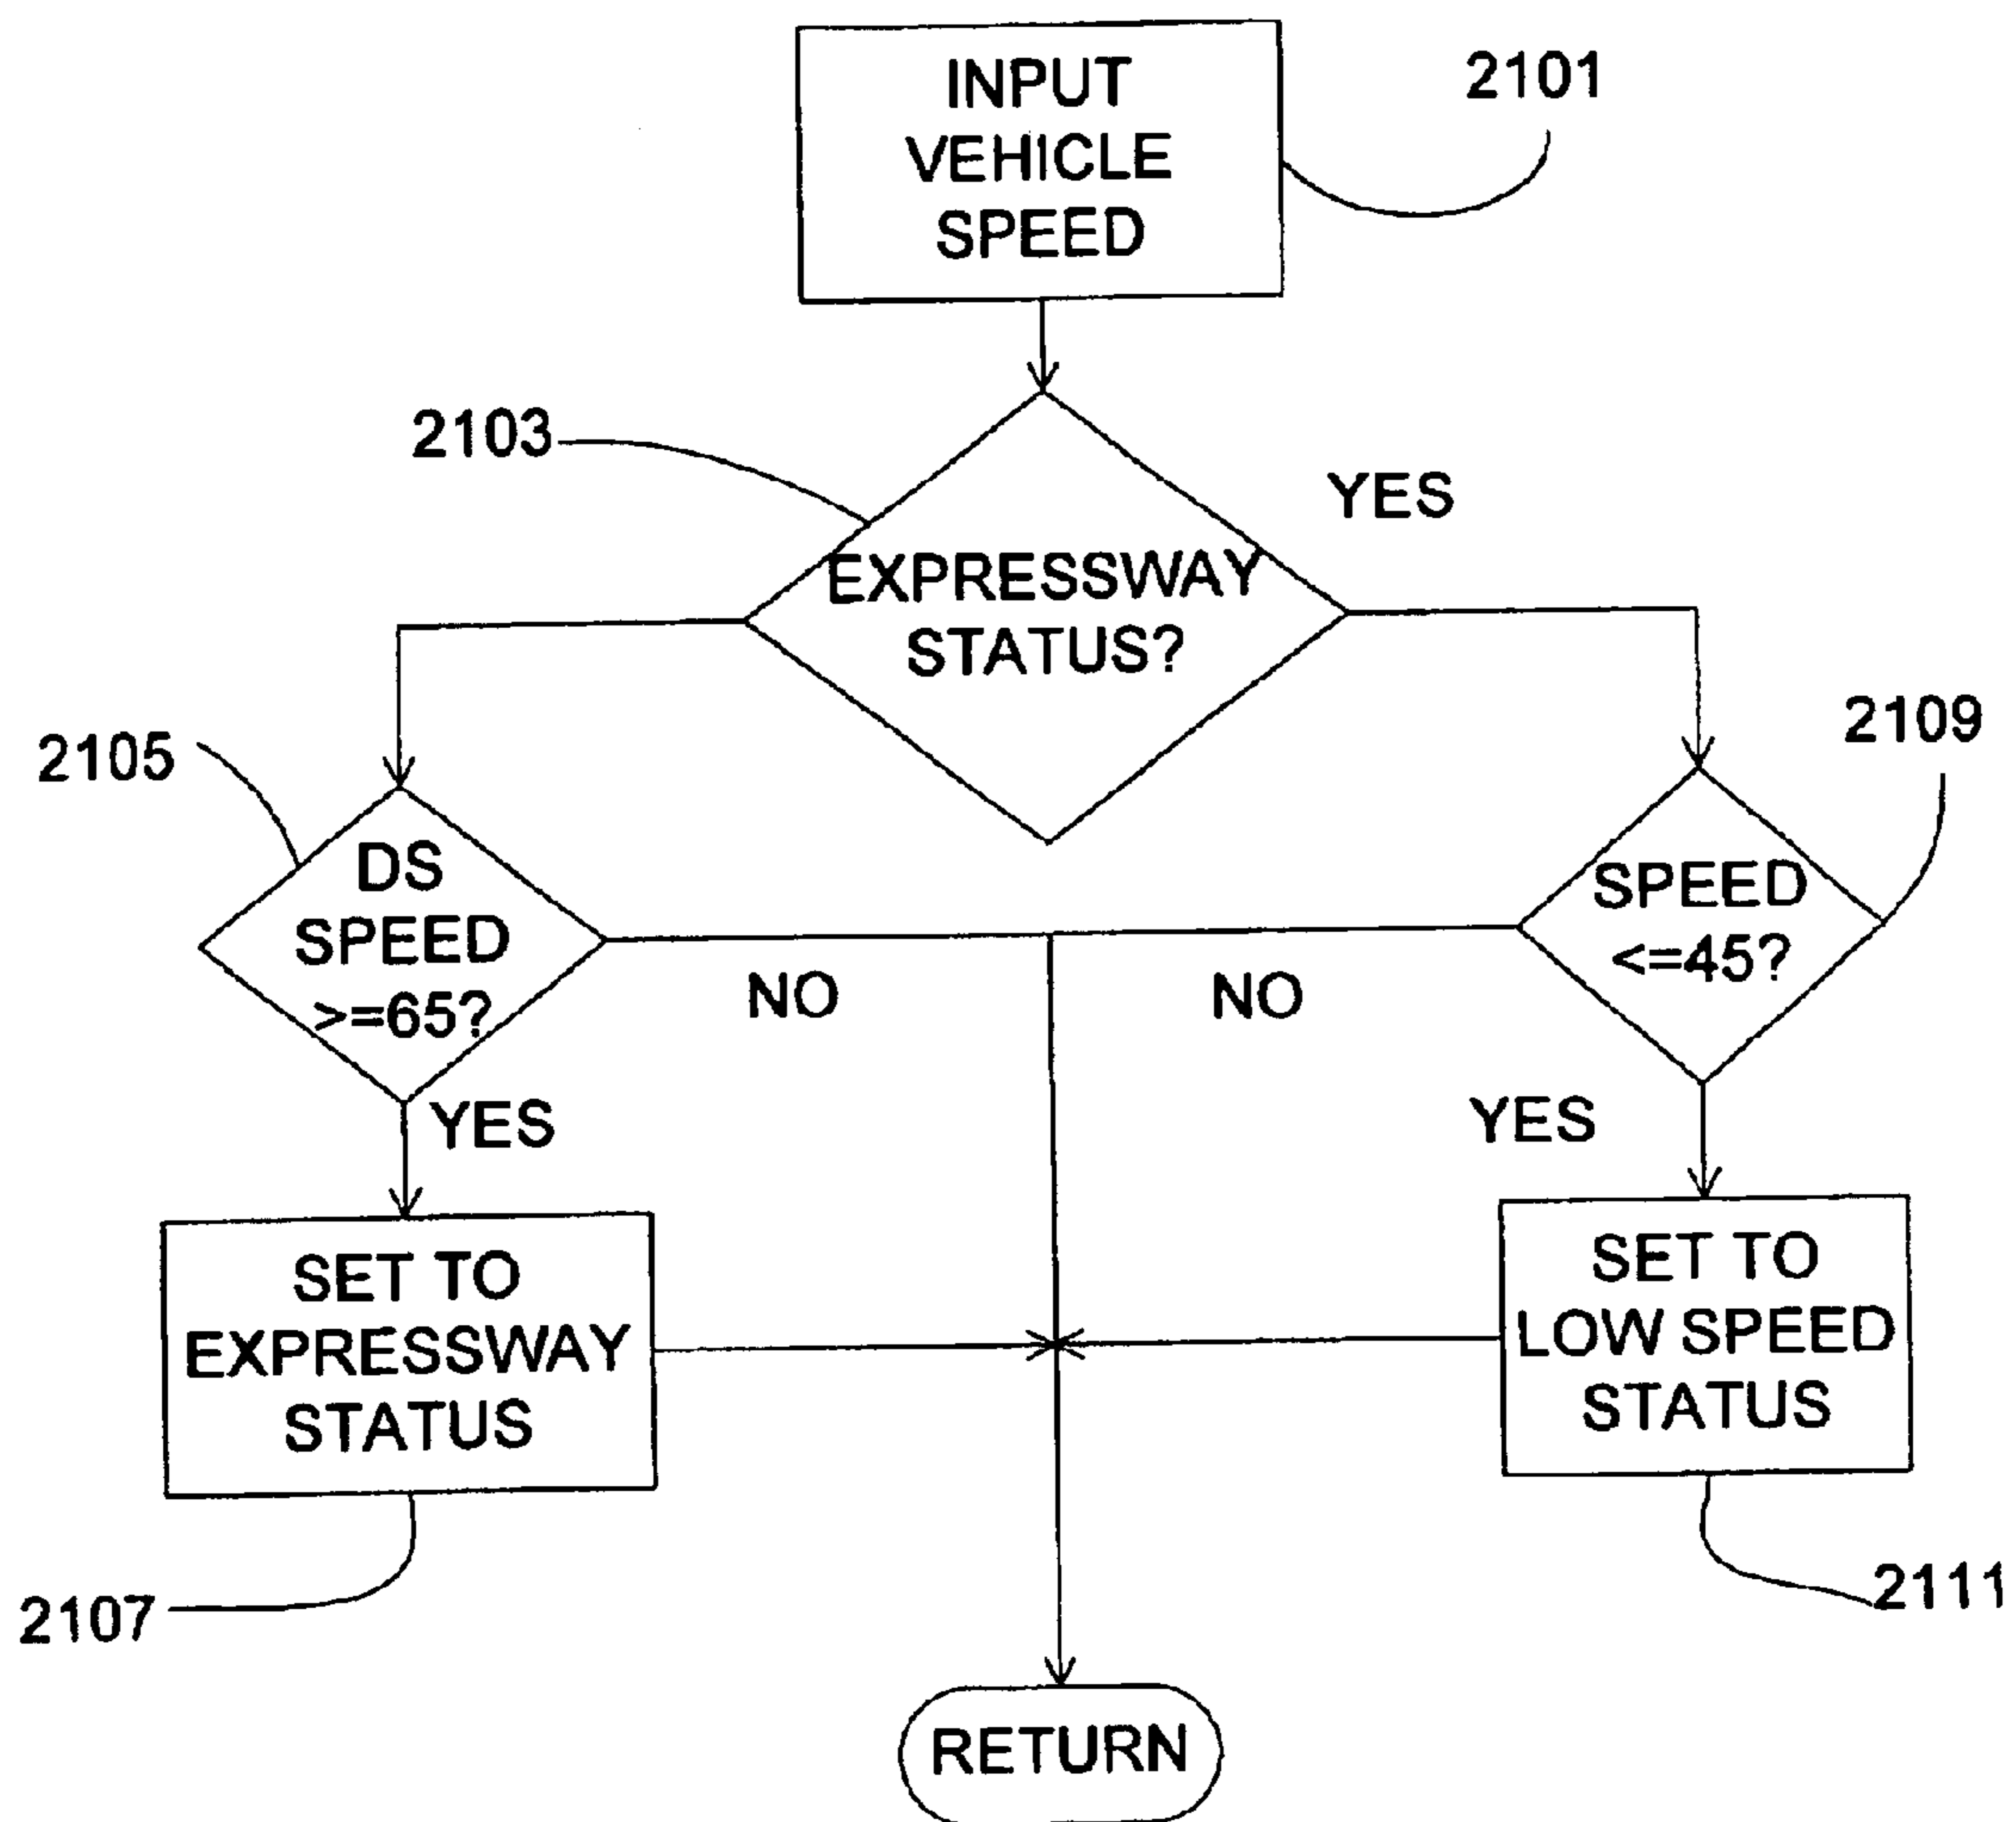 INPUT
VEHICLE
SPEED
2101
2103
YES
EXPRESSWAY
STATUS?
2105
2109
DS
SPEED
>=65?
SPEED
<=45?
NO
NO
YES
YES
SET TO
EXPRESSWAY
STATUS
SET TO
LOW SPEED
STATUS
2107
2111
RETURN